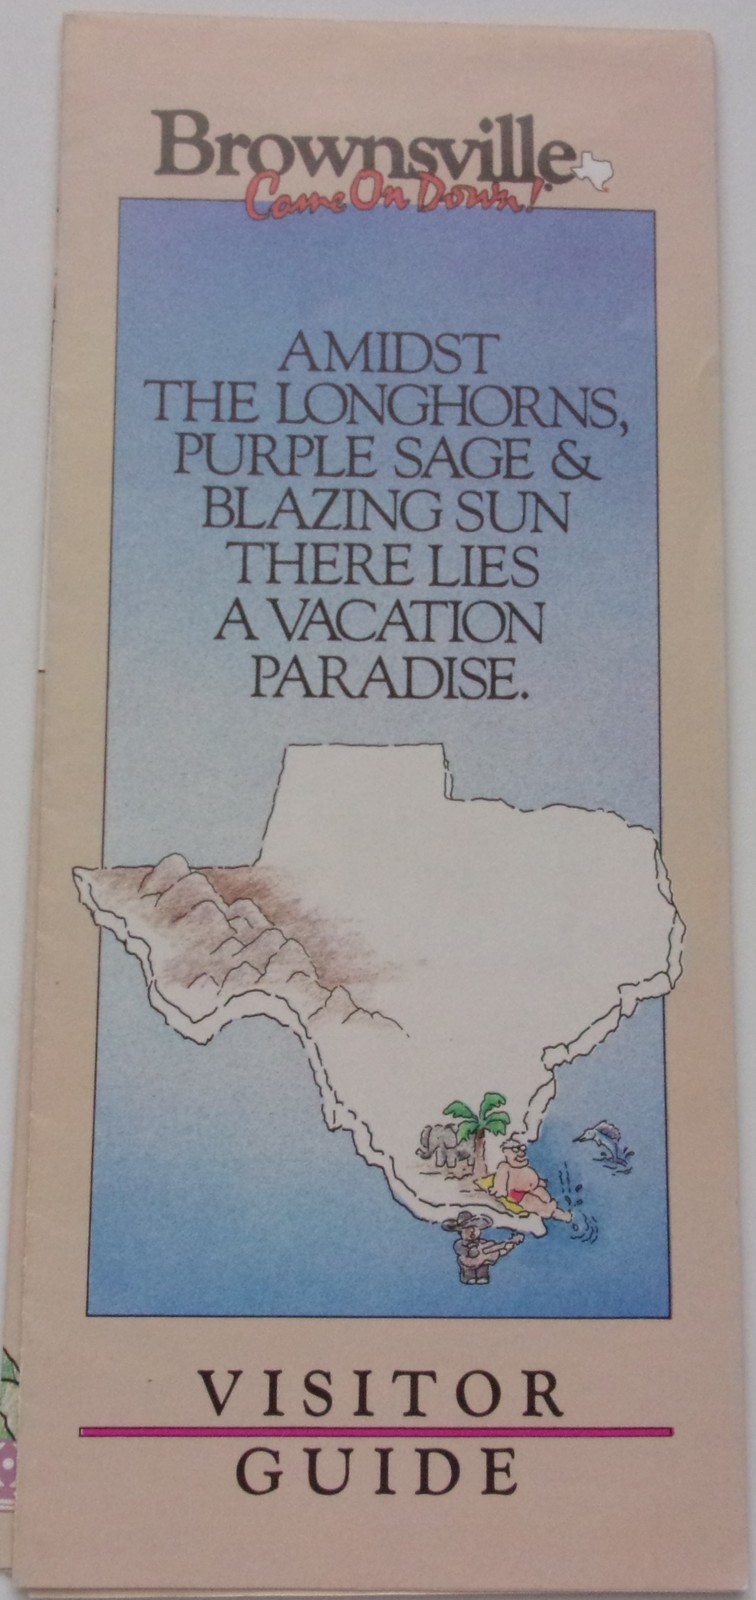 Brownsville
Come On Down!
AMIDST
THE LONGHORNS,
PURPLE SAGE &
BLAZING SUN
THERE LIES
A VACATION
PARADISE.
VISITOR
GUIDE